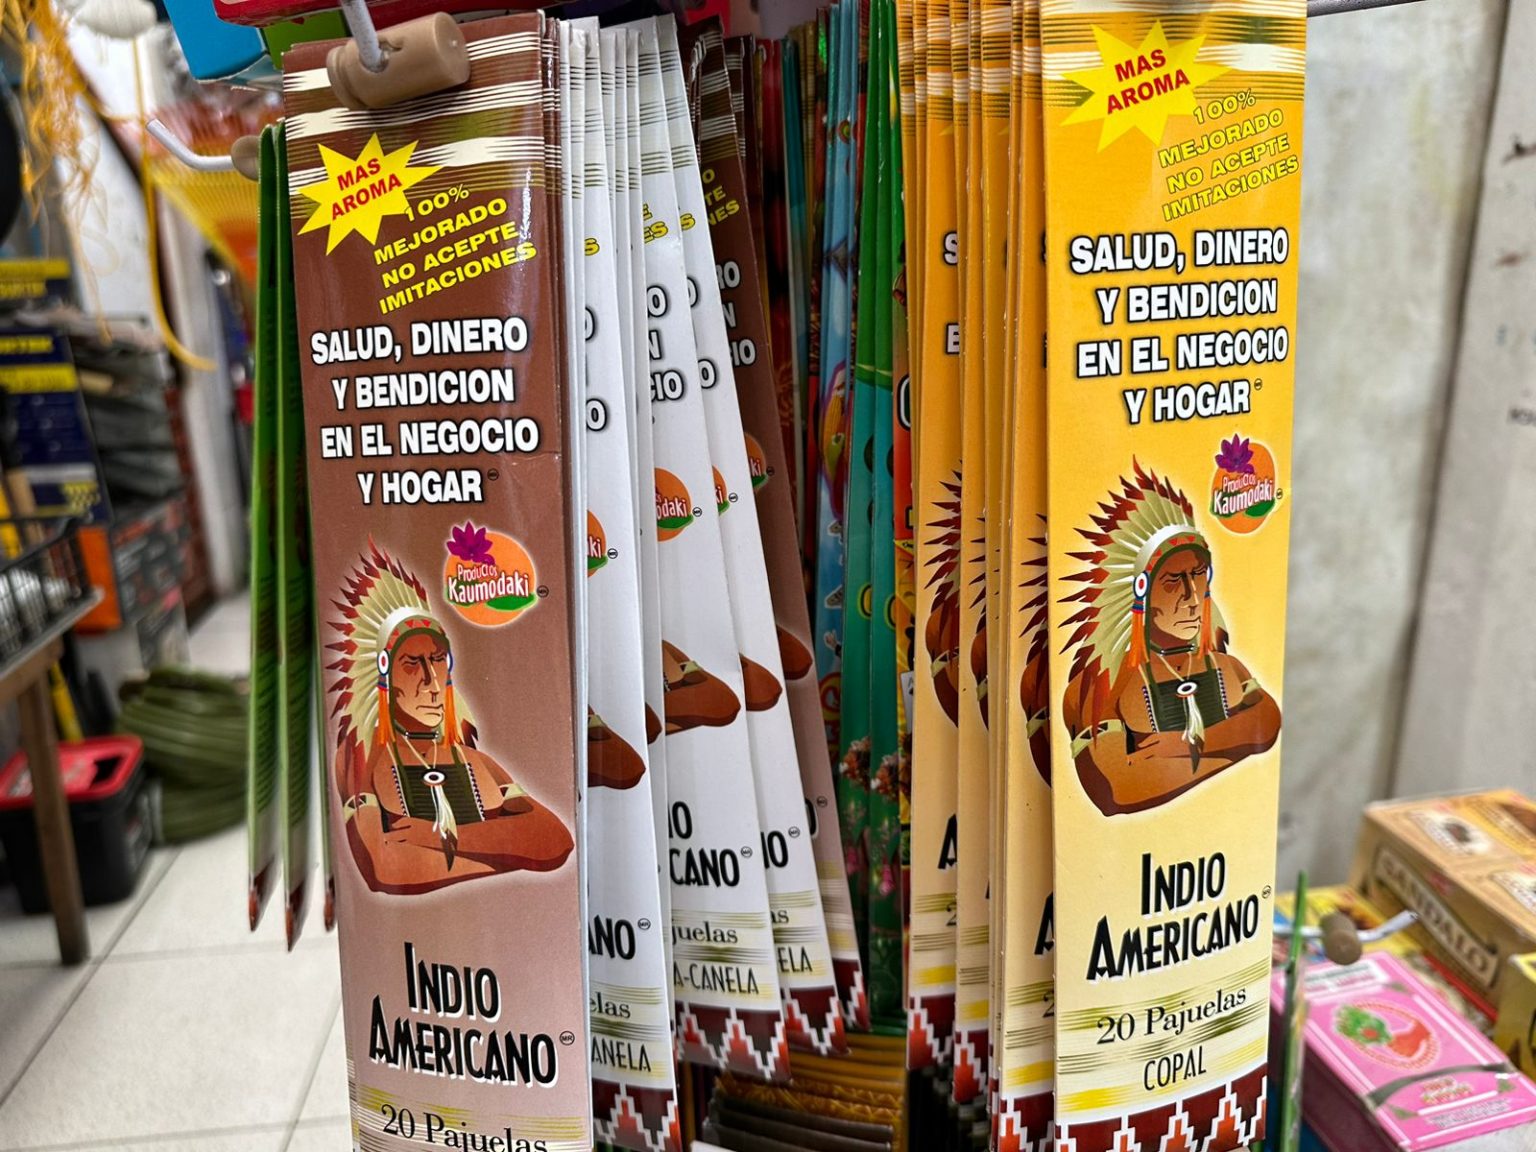 MAS
AROMA
100%
MEJORADO
NO ACEPTE
IMITACIONES
SALUD, DINERO
Y BENDICION
EN EL NEGOCIO
Y HOGAR
Productos
Kaumodaki
INDIO
AMERICANO
MR
20 Pajuelas
MAS
AROMA
100%
MEJORADO
NO ACEPTE
IMITACIONES
SALUD, DINERO
Y BENDICION
EN EL NEGOCIO
Y HOGAR
Productos
Kaumodaki
INDIO
AMERICANO
20 Pajuelas
COPAL
SANDALO